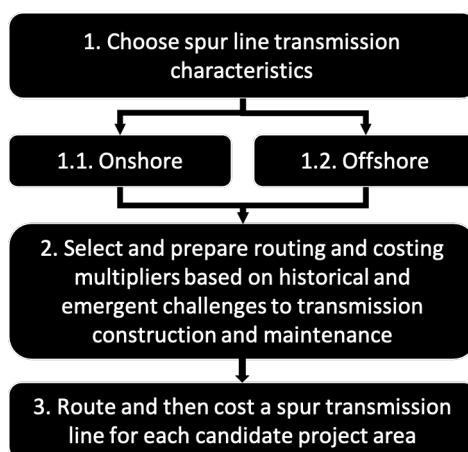 1. Choose spur line transmission
characteristics
1.1. Onshore
1.2. Offshore
2. Select and prepare routing and costing
multipliers based on historical and
emergent challenges to transmission
construction and maintenance
3. Route and then cost a spur transmission
line for each candidate project area